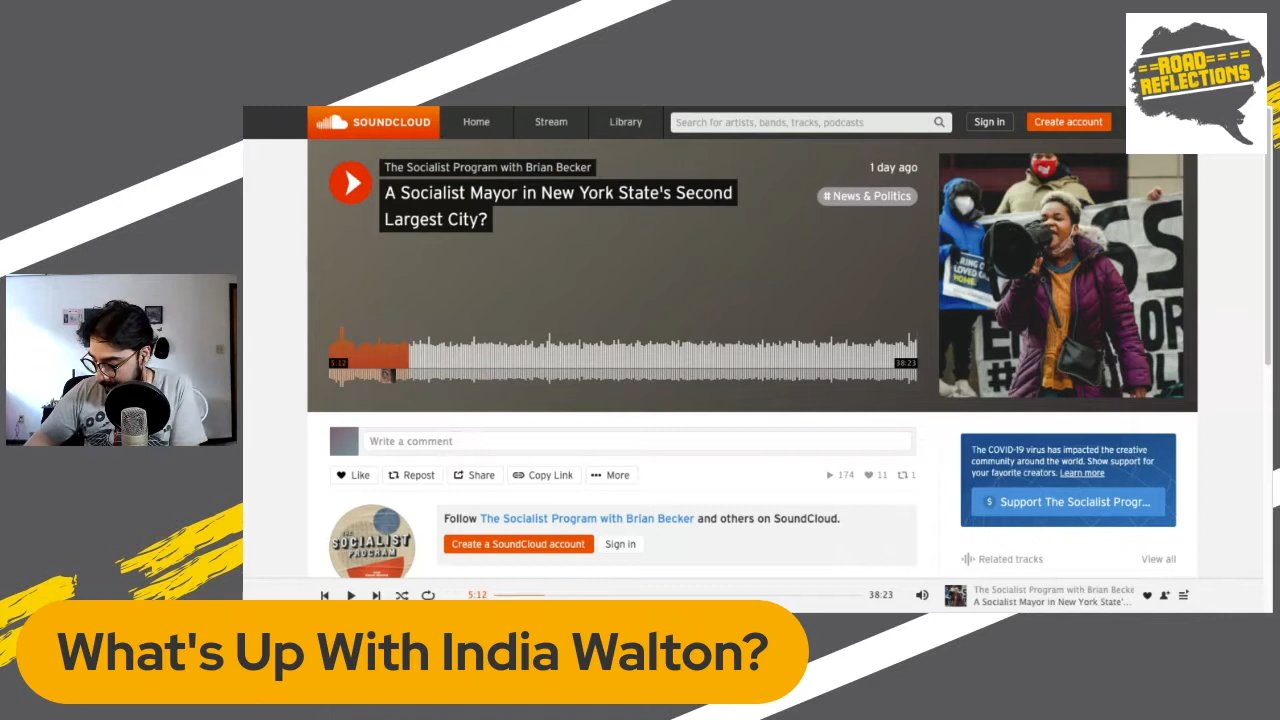 ==ROAD====
REFLECTIONS
SOUNDCLOUD
Home
Stream
Library
Search for artists, bands, tracks, podcasts
Sign in
Create account
The Socialist Program with Brian Becker
A Socialist Mayor in New York State's Second
Largest City?
1 day ago
# News & Politics
5:12
38:23
Write a comment
Like
Repost
Share
Copy Link
More
174
11
1
THE
SOCIALIST
PROGRAM
Follow The Socialist Program with Brian Becker and others on SoundCloud.
Create a SoundCloud account
Sign in
The COVID-19 virus has impacted the creative
community around the world. Show support for
your favorite creators. Learn more
S Support The Socialist Progr...
Related tracks
View all
5:12
38:23
The Socialist Program with Brian Becke
A Socialist Mayor in New York State'...
What's Up With India Walton?